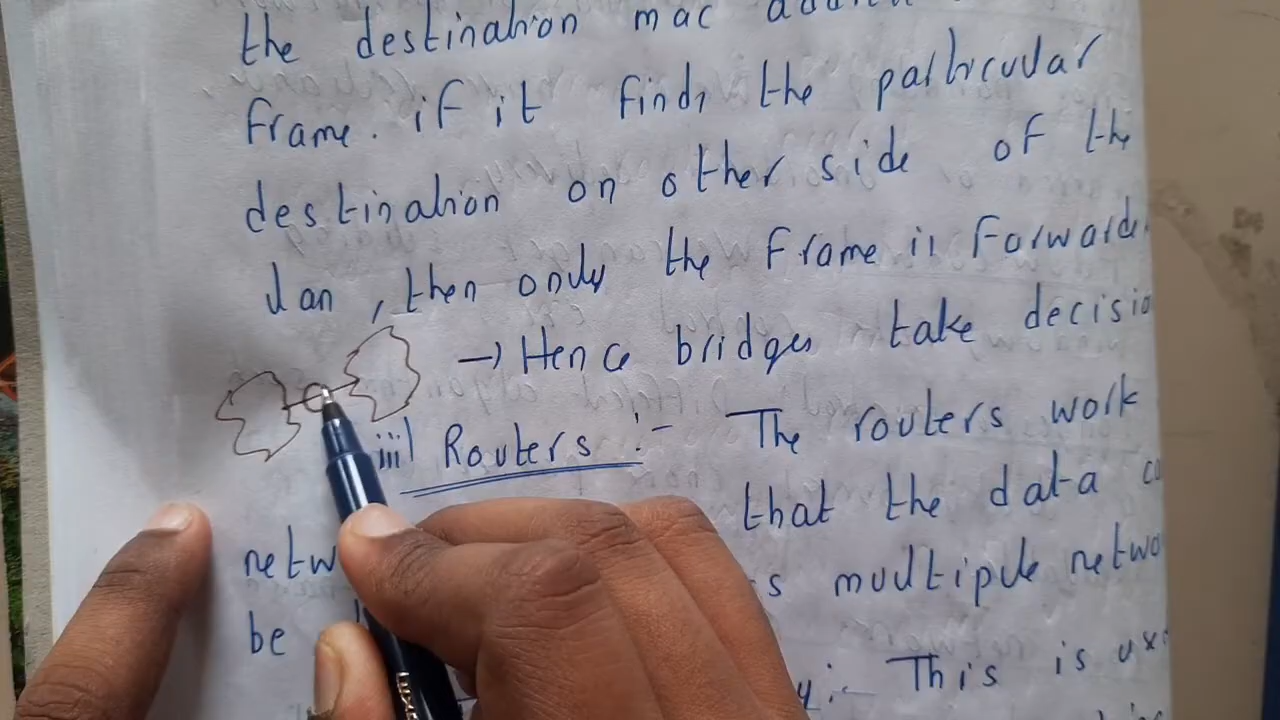 the destination mac
frame. if it finds the particular
destination on other side of the
lan, then only the frame is forward
→ Hence bridges take decisio
iii) Routers :- The routers work
that the data
netw
s multiple netwo
be
y :- This is us